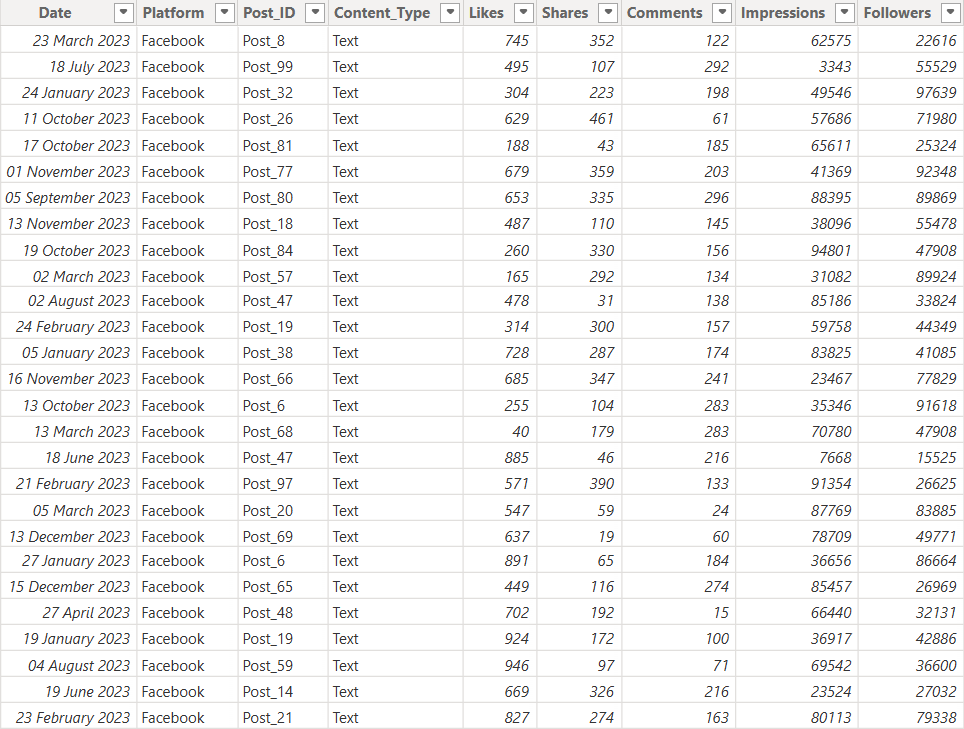 Date Platform Post_ID Content_Type Likes Shares Comments Impressions Followers
23 March 2023 Facebook Post_8 Text 745 352 122 62575 22616
18 July 2023 Facebook Post_99 Text 495 107 292 3343 55529
24 January 2023 Facebook Post_32 Text 304 223 198 49546 97639
11 October 2023 Facebook Post_26 Text 629 461 61 57686 71980
17 October 2023 Facebook Post_81 Text 188 43 185 65611 25324
01 November 2023 Facebook Post_77 Text 679 359 203 41369 92348
05 September 2023 Facebook Post_80 Text 653 335 296 88395 89869
13 November 2023 Facebook Post_18 Text 487 110 145 38096 55478
19 October 2023 Facebook Post_84 Text 260 330 156 94801 47908
02 March 2023 Facebook Post_57 Text 165 292 134 31082 89924
02 August 2023 Facebook Post_47 Text 478 31 138 85186 33824
24 February 2023 Facebook Post_19 Text 314 300 157 59758 44349
05 January 2023 Facebook Post_38 Text 728 287 174 83825 41085
16 November 2023 Facebook Post_66 Text 685 347 241 23467 77829
13 October 2023 Facebook Post_6 Text 255 104 283 35346 91618
13 March 2023 Facebook Post_68 Text 40 179 283 70780 47908
18 June 2023 Facebook Post_47 Text 885 46 216 7668 15525
21 February 2023 Facebook Post_97 Text 571 390 133 91354 26625
05 March 2023 Facebook Post_20 Text 547 59 24 87769 83885
13 December 2023 Facebook Post_69 Text 637 19 60 78709 49771
27 January 2023 Facebook Post_6 Text 891 65 184 36656 86664
15 December 2023 Facebook Post_65 Text 449 116 274 85457 26969
27 April 2023 Facebook Post_48 Text 702 192 15 66440 32131
19 January 2023 Facebook Post_19 Text 924 172 100 36917 42886
04 August 2023 Facebook Post_59 Text 946 97 71 69542 36600
19 June 2023 Facebook Post_14 Text 669 326 216 23524 27032
23 February 2023 Facebook Post_21 Text 827 274 163 80113 79338